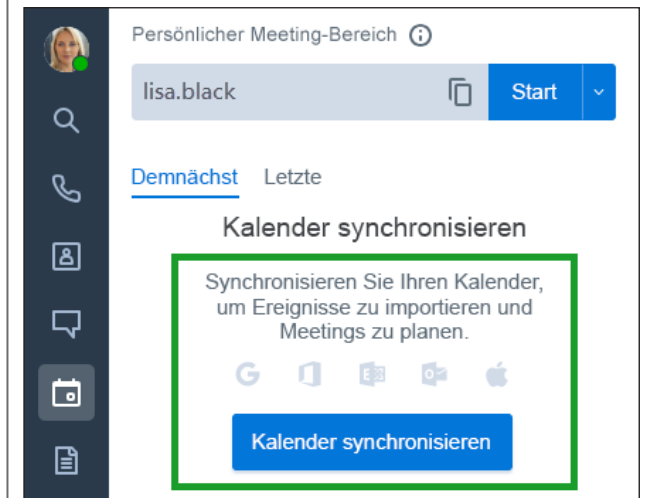 Persönlicher Meeting-Bereich
lisa.black
Start
Demnächst Letzte
Kalender synchronisieren
Synchronisieren Sie Ihren Kalender,
um Ereignisse zu importieren und
Meetings zu planen.
Kalender synchronisieren